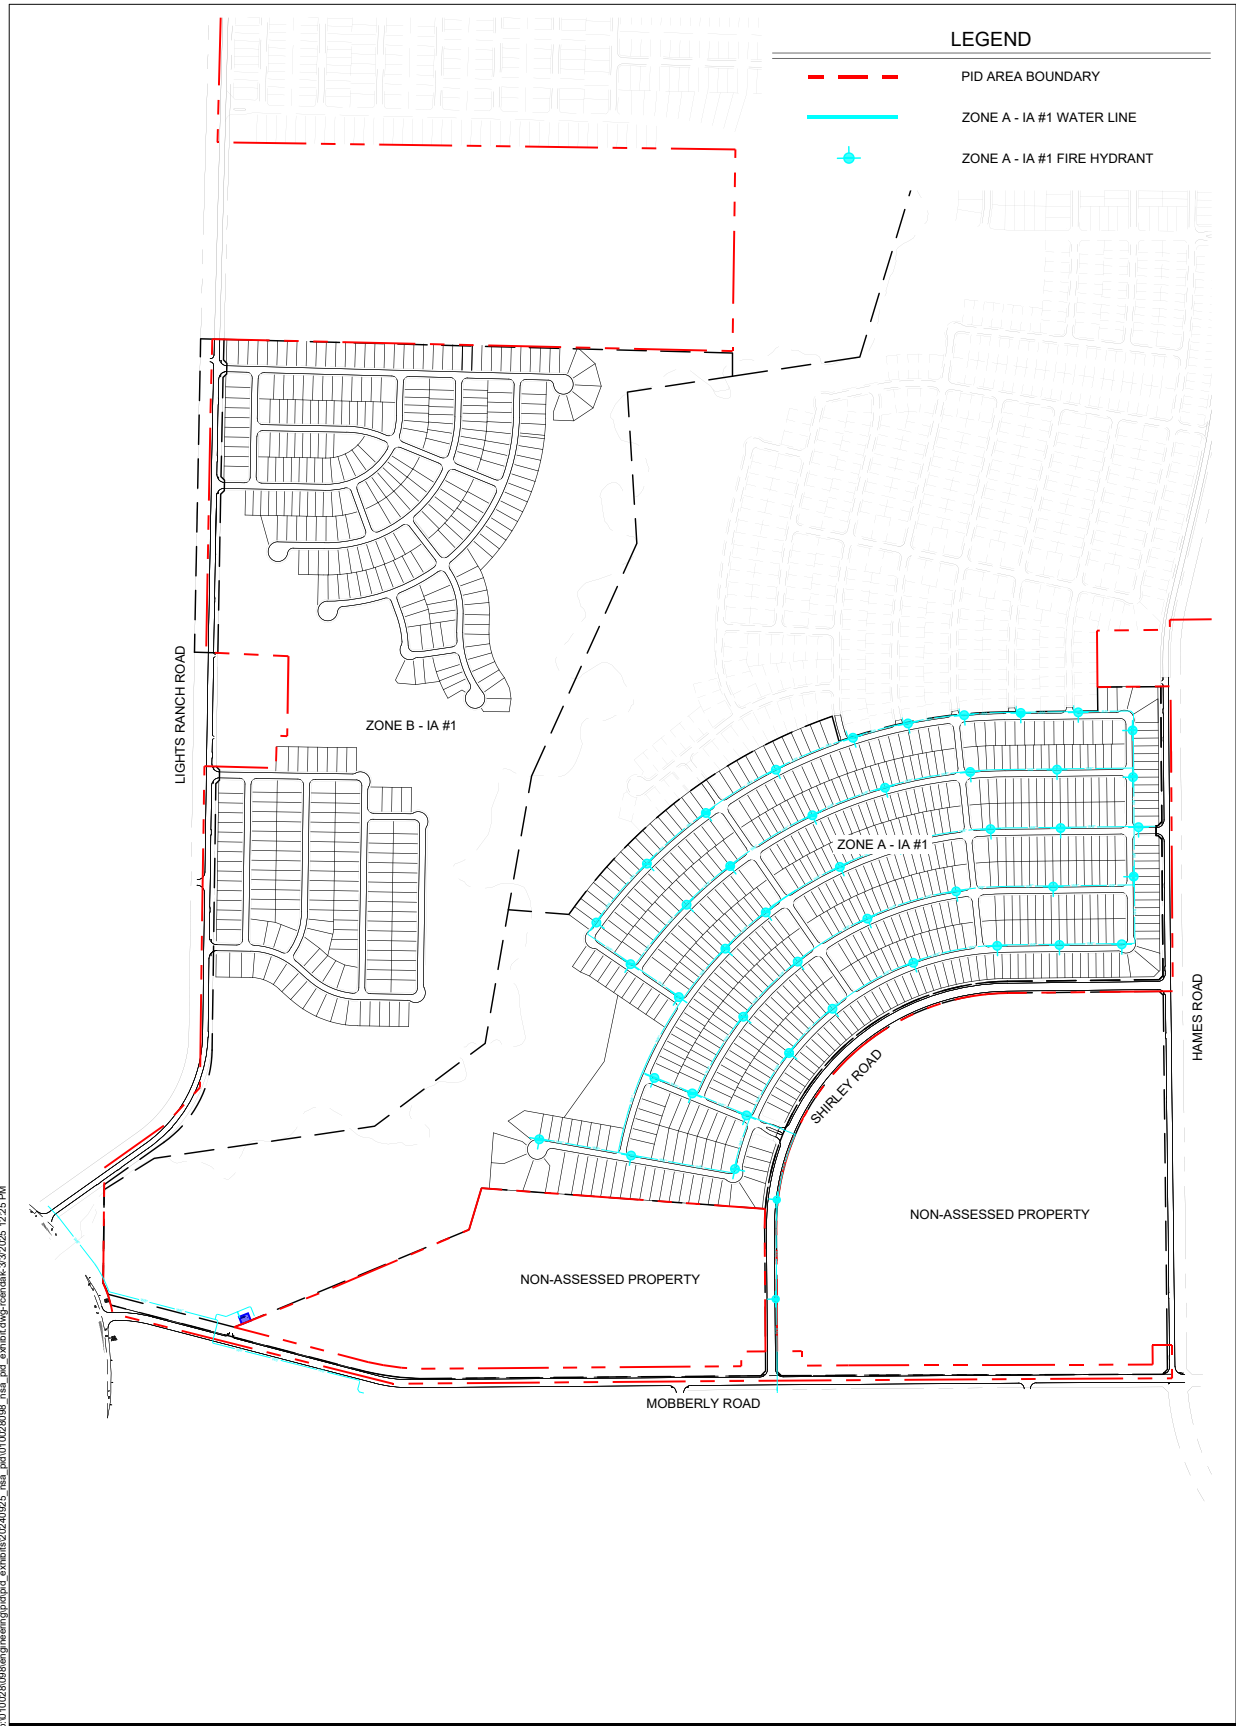 LEGEND
PID AREA BOUNDARY
ZONE A - IA #1 WATER LINE
ZONE A - IA #1 FIRE HYDRANT
LIGHTS RANCH ROAD
ZONE B - IA #1
ZONE A - IA #1
HAMES ROAD
SHIRLEY ROAD
NON-ASSESSED PROPERTY
NON-ASSESSED PROPERTY
MOBBERLY ROAD